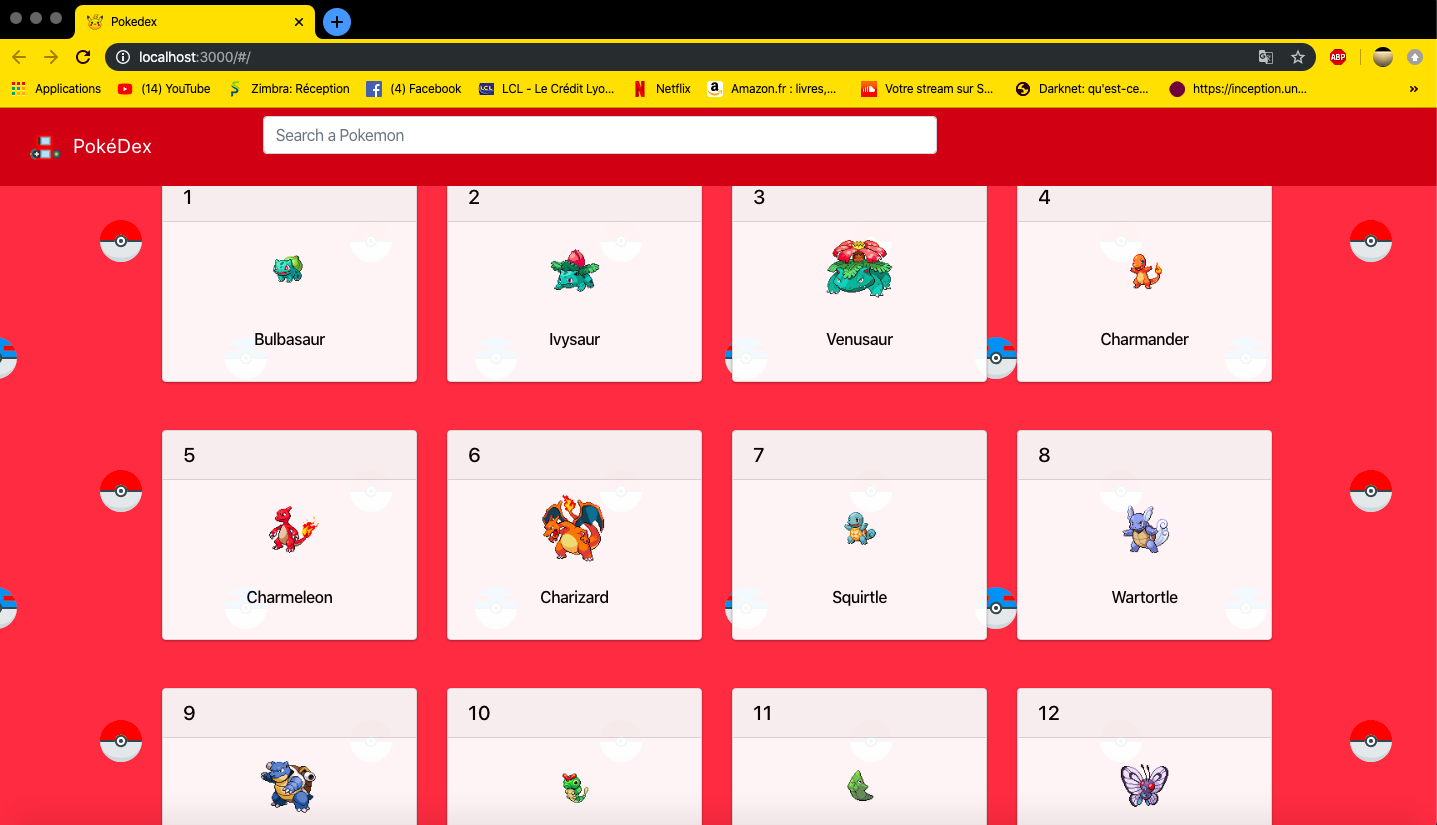 Pokedex
localhost:3000/#/
ABP
Applications (14) YouTube Zimbra: Réception (4) Facebook LCL LCL - Le Crédit Lyo... Netflix Amazon.fr : livres,... Votre stream sur S... Darknet: qu'est-ce... https://inception.un... »
PokéDex Search a Pokemon
1 2 3 4
Bulbasaur Ivysaur Venusaur Charmander
5 6 7 8
Charmeleon Charizard Squirtle Wartortle
9 10 11 12